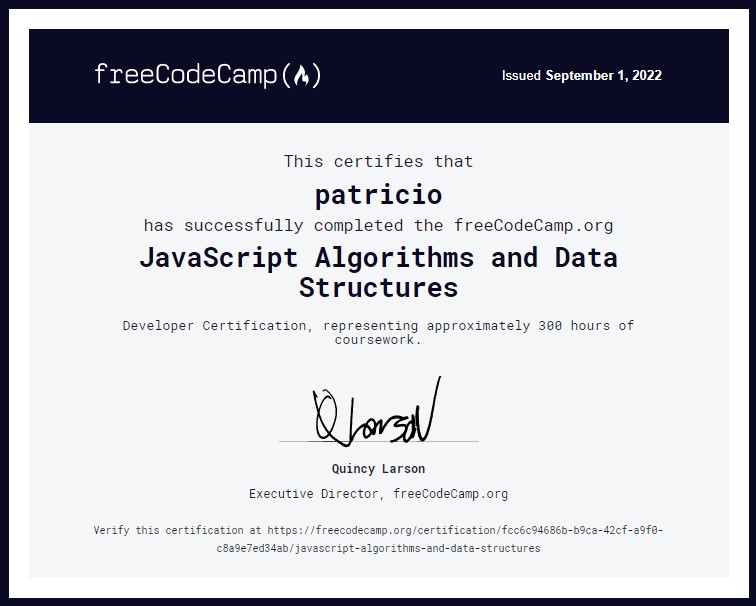 freeCodeCamp
Issued September 1, 2022
This certifies that
patricio
has successfully completed the freeCodeCamp.org
JavaScript Algorithms and Data
Structures
Developer Certification, representing approximately 300 hours of
coursework.
QLarson
Quincy Larson
Executive Director, freeCodeCamp.org
Verify this certification at https://freecodecamp.org/certification/fcc6c94686b-b9ca-42cf-a9f0-
c8a9e7ed34ab/javascript-algorithms-and-data-structures